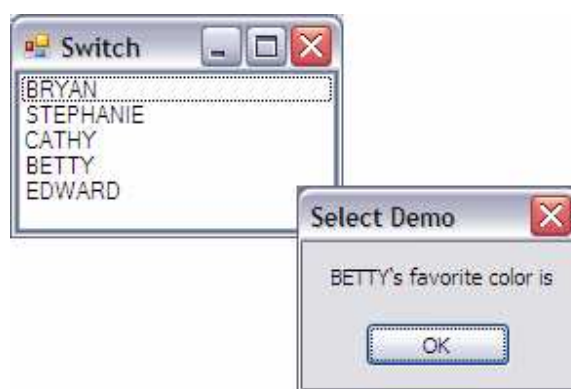 Switch
BRYAN
STEPHANIE
CATHY
BETTY
EDWARD
Select Demo
BETTY's favorite color is
OK